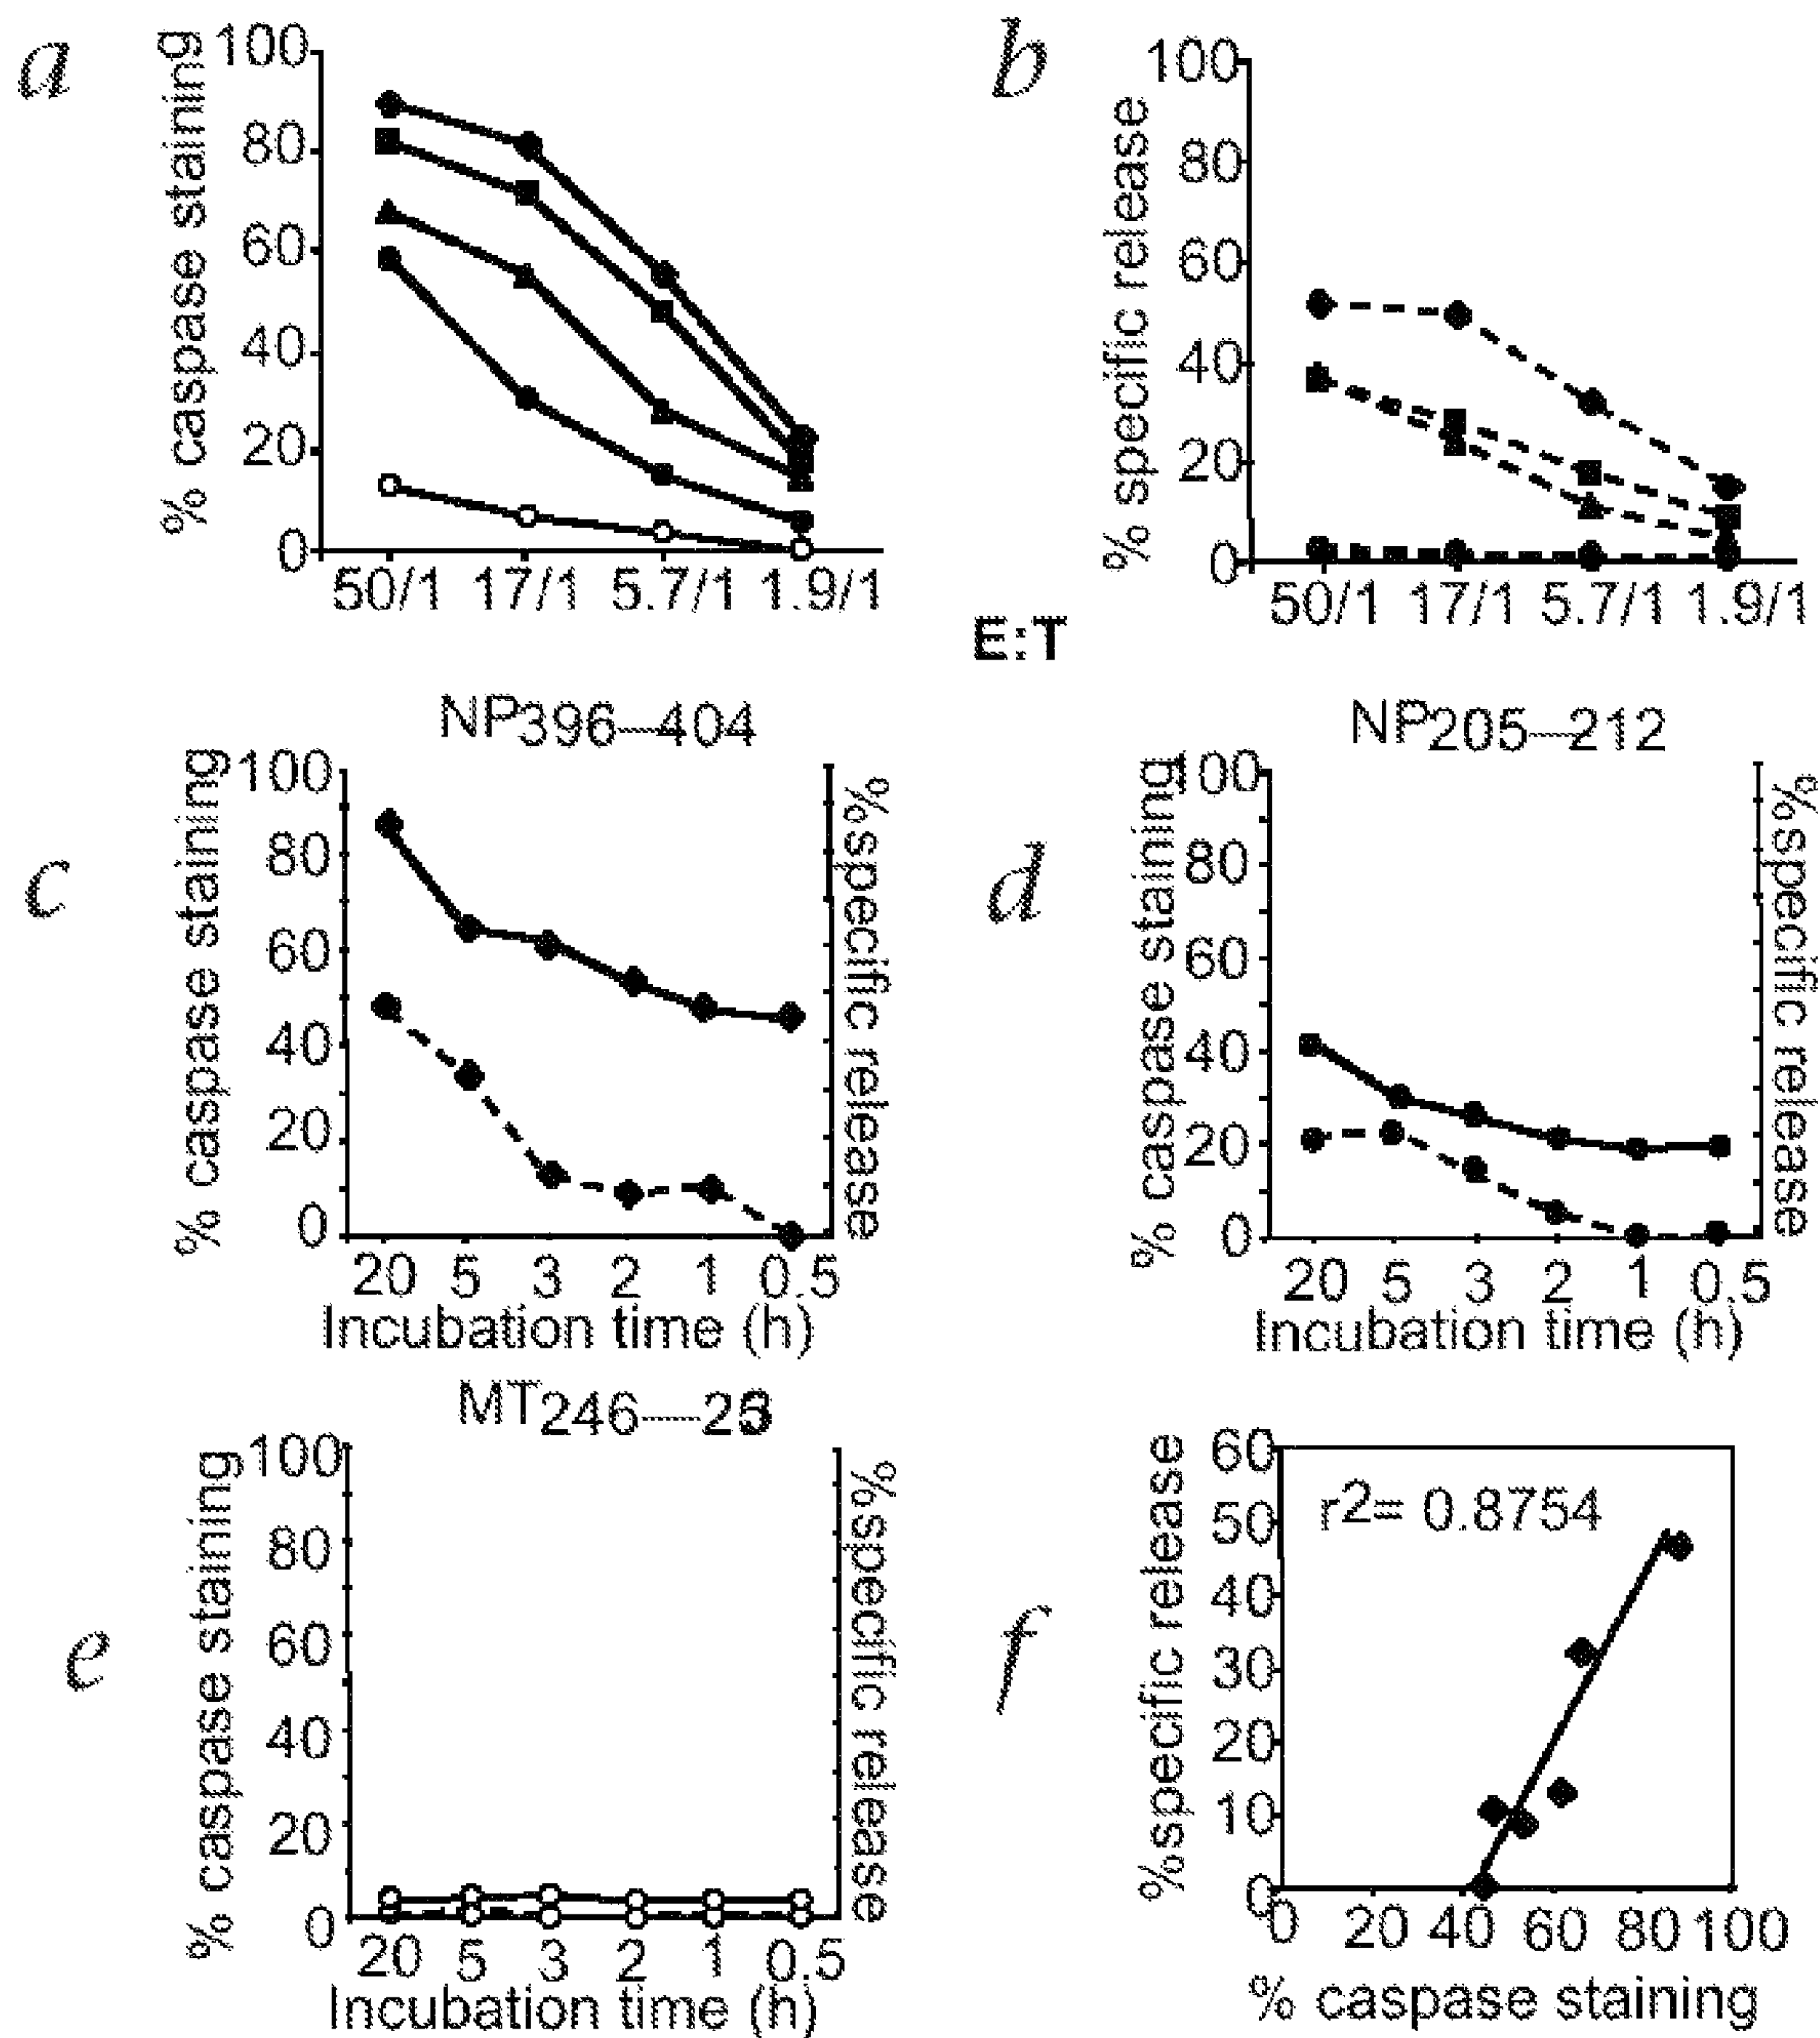 a
% caspase staining
100
80
60
40
20
0
50/1 17/1 5.7/1 1.9/1
b
% specific release
100
80
60
40
20
0
50/1 17/1 5.7/1 1.9/1
E:T
c
NP396–404
% caspase staining
100
80
60
40
20
0
%specific release
20 5 3 2 1 0.5
Incubation time (h)
d
NP205–212
% caspase staining
100
80
60
40
20
0
%specific release
20 5 3 2 1 0.5
Incubation time (h)
e
% caspase staining
100
80
60
40
20
0
%specific release
20 5 3 2 1 0.5
Incubation time (h)
f
%specific release
60
50
40
30
20
10
0
r2= 0.8754
0 20 40 60 80 100
% caspase staining